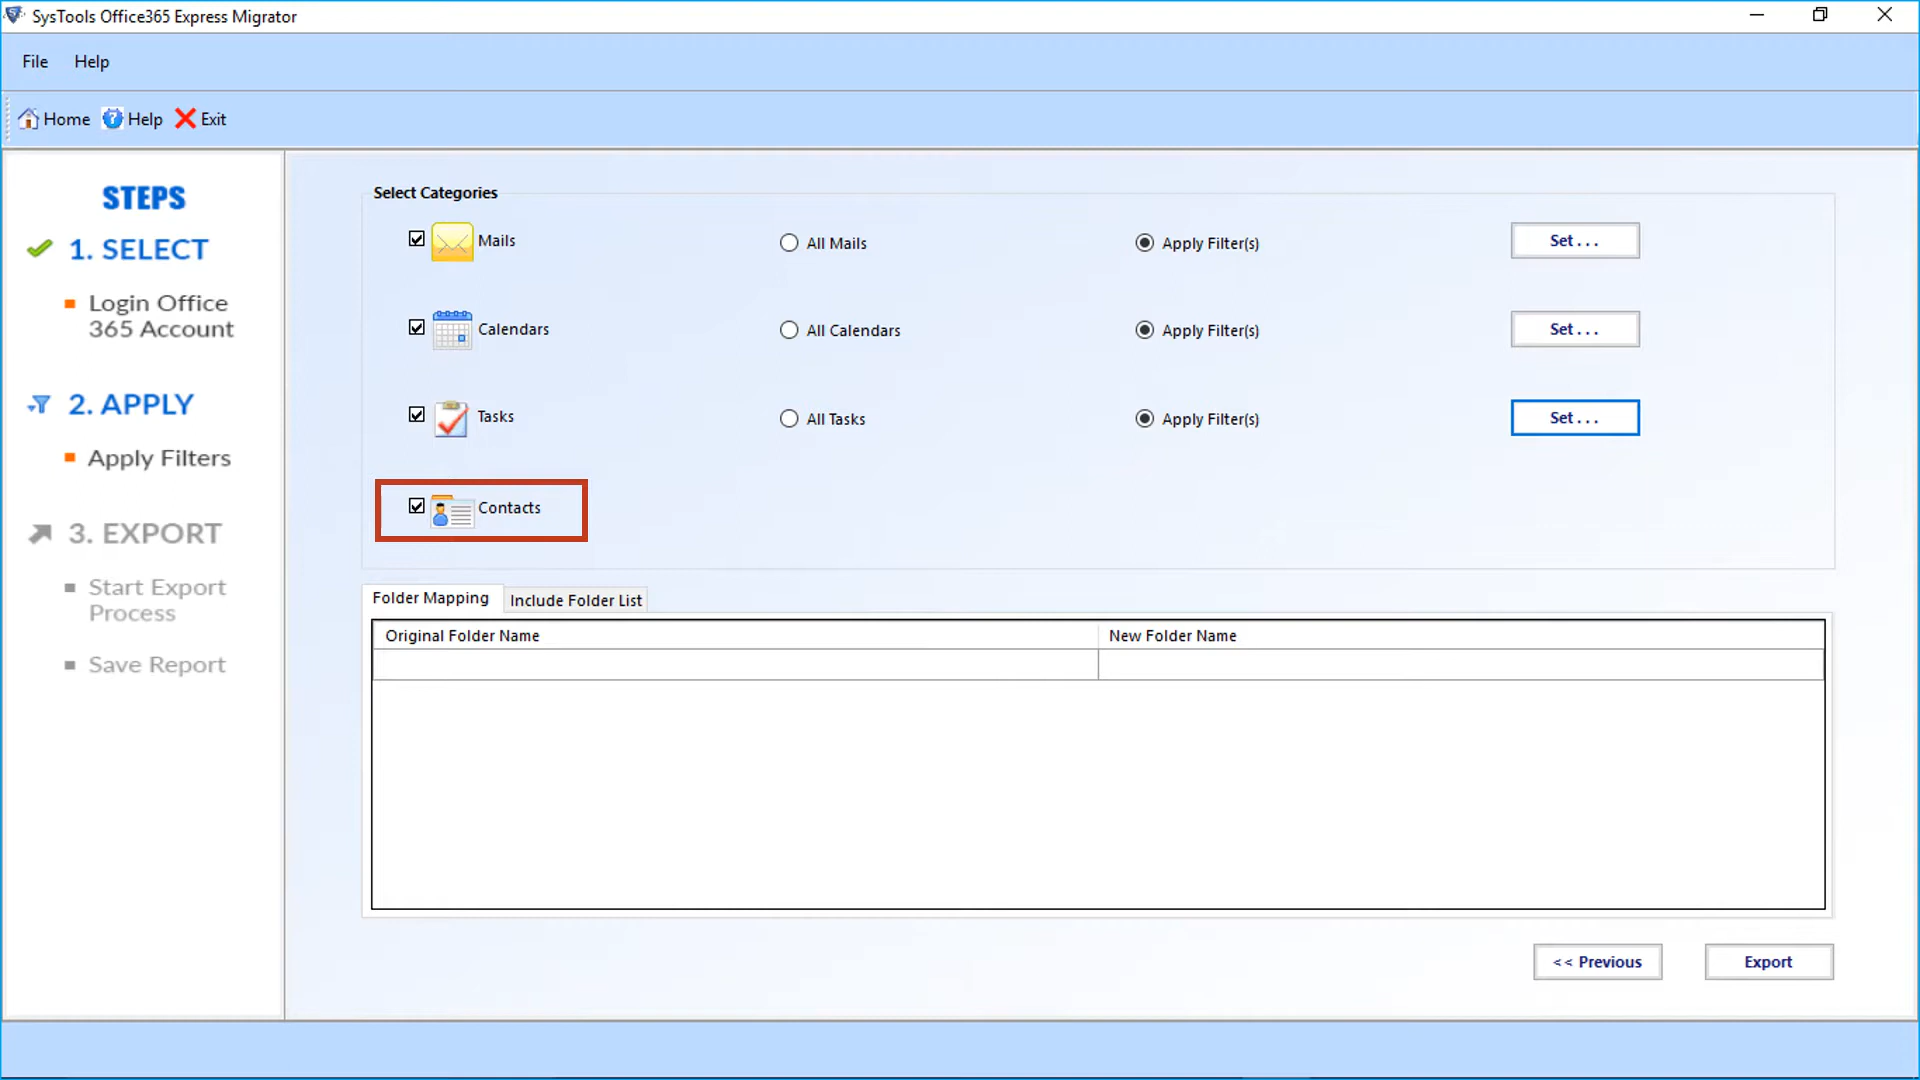 SysTools Office365 Express Migrator
File Help
Home Help Exit
STEPS
1. SELECT
Login Office
365 Account
2. APPLY
Apply Filters
3. EXPORT
Start Export
Process
Save Report
Select Categories
Mails All Mails Apply Filter(s) Set . . .
Calendars All Calendars Apply Filter(s) Set . . .
Tasks All Tasks Apply Filter(s) Set . . .
Contacts
Folder Mapping Include Folder List
Original Folder Name New Folder Name
<< Previous Export